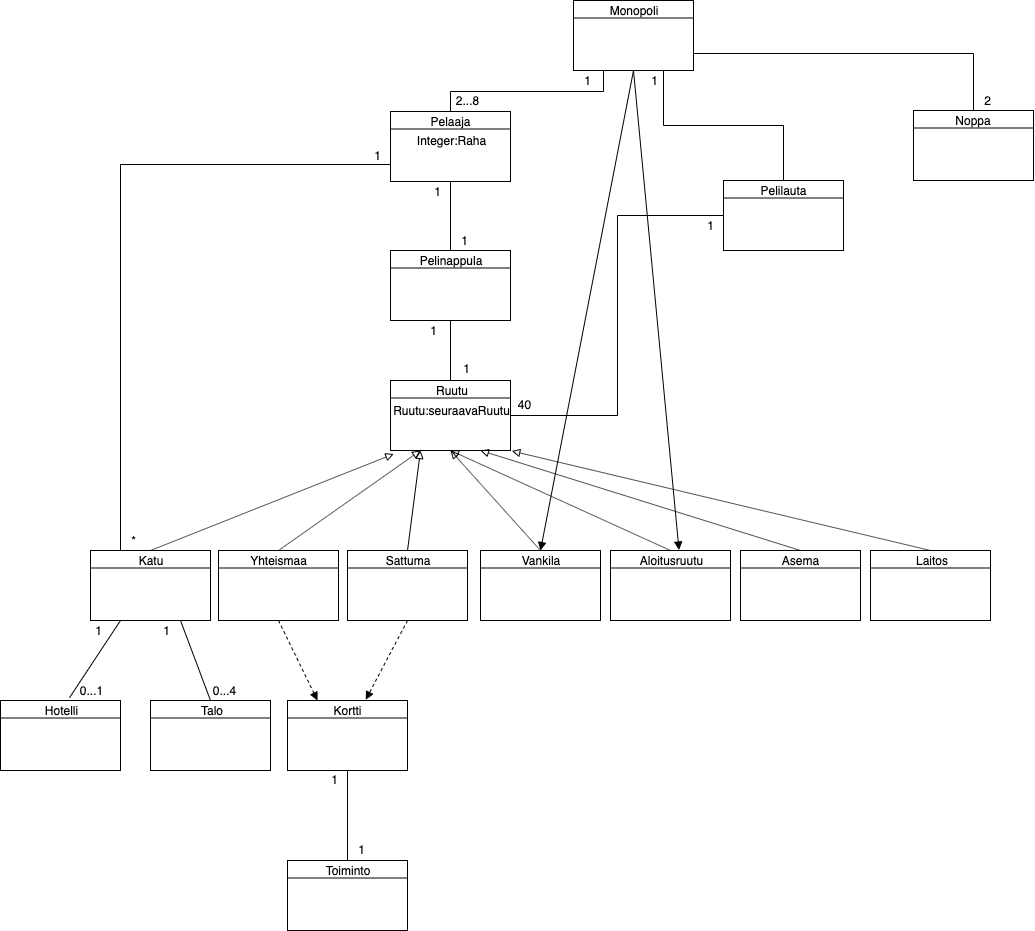 Monopoli
1
1
2...8
2
Pelaaja
Integer:Raha
Noppa
1
1
Pelilauta
1
1
Pelinappula
1
1
Ruutu
Ruutu:seuraavaRuutu
40
*
Katu
Yhteismaa
Sattuma
Vankila
Aloitusruutu
Asema
Laitos
1
1
0...1
0...4
Hotelli
Talo
Kortti
1
1
Toiminto